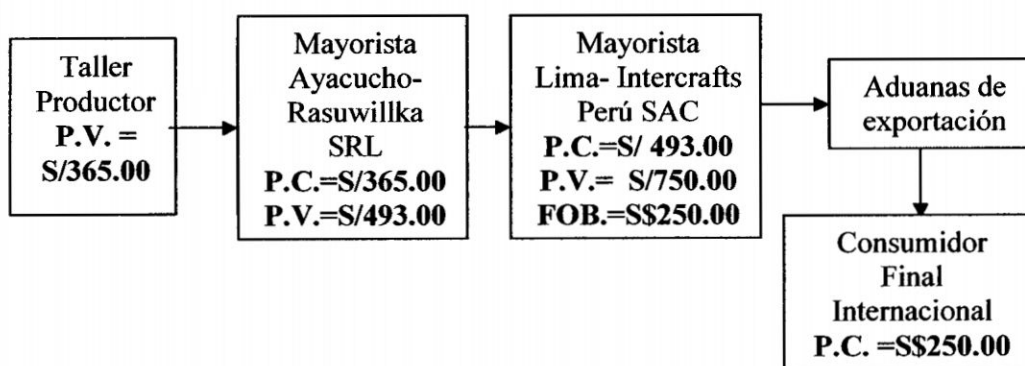 Taller
Productor
P.V. =
S/365.00
Mayorista
Ayacucho-
Rasuwillka
SRL
P.C.=S/365.00
P.V.=S/493.00
Mayorista
Lima- Intercrafts
Perú SAC
P.C.=S/ 493.00
P.V.= S/750.00
FOB.=S$250.00
Aduanas de
exportación
Consumidor
Final
Internacional
P.C. =S$250.00